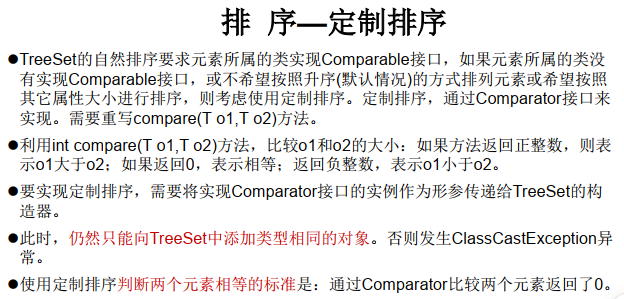 排 序—定制排序
●TreeSet的自然排序要求元素所属的类实现Comparable接口，如果元素所属的类没
有实现Comparable接口，或不希望按照升序(默认情况)的方式排列元素或希望按照
其它属性大小进行排序，则考虑使用定制排序。定制排序，通过Comparator接口来
实现。需要重写compare(T o1,T o2)方法。
●利用int compare(T o1,T o2)方法，比较o1和o2的大小：如果方法返回正整数，则表
示o1大于o2；如果返回0，表示相等；返回负整数，表示o1小于o2。
●要实现定制排序，需要将实现Comparator接口的实例作为形参传递给TreeSet的构
造器。
●此时，仍然只能向TreeSet中添加类型相同的对象。否则发生ClassCastException异
常。
●使用定制排序判断两个元素相等的标准是：通过Comparator比较两个元素返回了0。